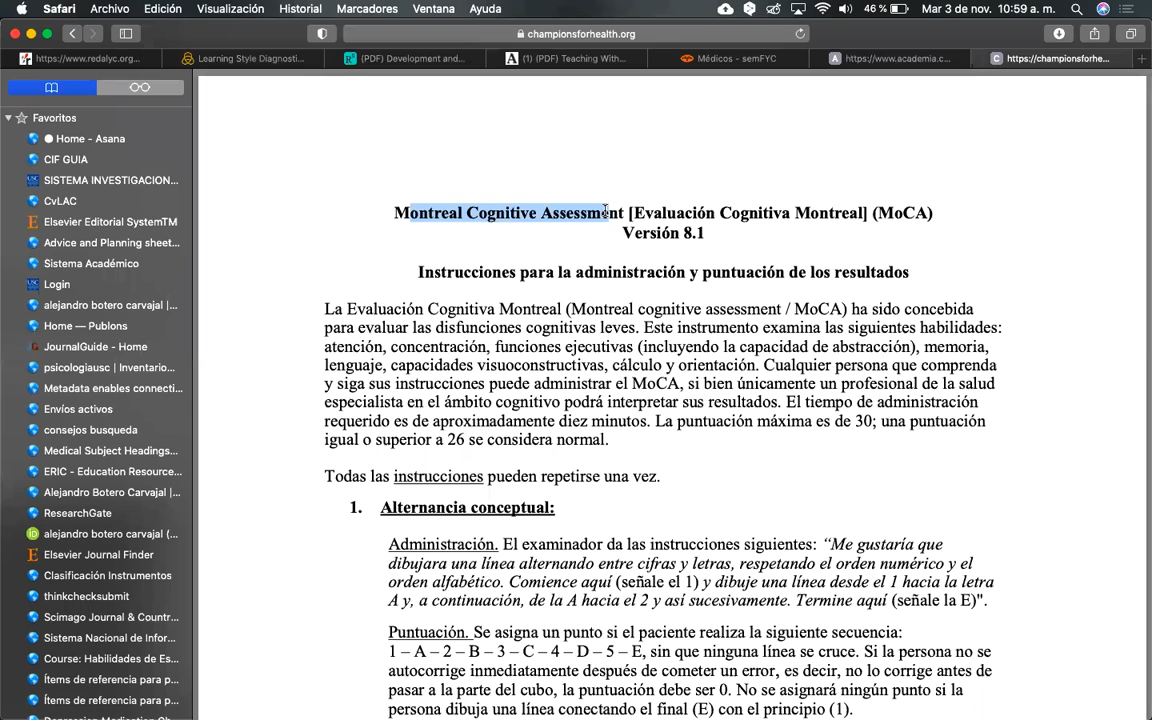 Safari Archivo Edición Visualización Historial Marcadores Ventana Ayuda 46 % Mar 3 de nov. 10:59 a. m.
championsforhealth.org
https://www.redalyc.org... Learning Style Diagnosti... (PDF) Development and... (1) (PDF) Teaching With... Médicos - semFYC https://www.academia.c... https://championsforhe...
Favoritos
Home - Asana
CIF GUIA
SISTEMA INVESTIGACION...
CvLAC
Elsevier Editorial SystemTM
Advice and Planning sheet...
Sistema Académico
Login
alejandro botero carvajal |...
Home — Publons
JournalGuide - Home
psicologiausc | Inventario...
Metadata enables connecti...
Envíos activos
consejos busqueda
Medical Subject Headings...
ERIC - Education Resource...
Alejandro Botero Carvajal |...
ResearchGate
alejandro botero carvajal (...
Elsevier Journal Finder
Clasificación Instrumentos
thinkchecksubmit
Scimago Journal & Countr...
Sistema Nacional de Infor...
Course: Habilidades de Es...
Ítems de referencia para p...
Ítems de referencia para p...
Montreal Cognitive Assessment [Evaluación Cognitiva Montreal] (MoCA)
Versión 8.1
Instrucciones para la administración y puntuación de los resultados
La Evaluación Cognitiva Montreal (Montreal cognitive assessment / MoCA) ha sido concebida
para evaluar las disfunciones cognitivas leves. Este instrumento examina las siguientes habilidades:
atención, concentración, funciones ejecutivas (incluyendo la capacidad de abstracción), memoria,
lenguaje, capacidades visuoconstructivas, cálculo y orientación. Cualquier persona que comprenda
y siga sus instrucciones puede administrar el MoCA, si bien únicamente un profesional de la salud
especialista en el ámbito cognitivo podrá interpretar sus resultados. El tiempo de administración
requerido es de aproximadamente diez minutos. La puntuación máxima es de 30; una puntuación
igual o superior a 26 se considera normal.
Todas las instrucciones pueden repetirse una vez.
1. Alternancia conceptual:
Administración. El examinador da las instrucciones siguientes: “Me gustaría que
dibujara una línea alternando entre cifras y letras, respetando el orden numérico y el
orden alfabético. Comience aquí (señale el 1) y dibuje una línea desde el 1 hacia la letra
A y, a continuación, de la A hacia el 2 y así sucesivamente. Termine aquí (señale la E)".
Puntuación. Se asigna un punto si el paciente realiza la siguiente secuencia:
1 – A – 2 – B – 3 – C – 4 – D – 5 – E, sin que ninguna línea se cruce. Si la persona no se
autocorrige inmediatamente después de cometer un error, es decir, no lo corrige antes de
pasar a la parte del cubo, la puntuación debe ser 0. No se asignará ningún punto si la
persona dibuja una línea conectando el final (E) con el principio (1).